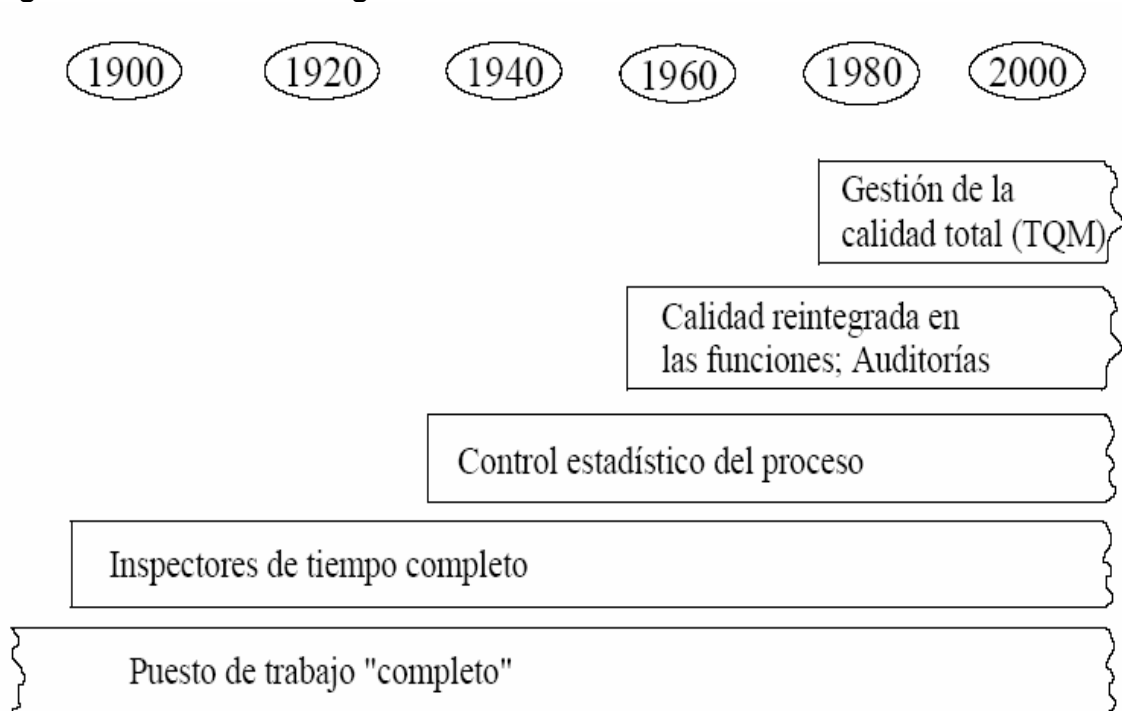 1900 1920 1940 1960 1980 2000
Gestión de la
calidad total (TQM)
Calidad reintegrada en
las funciones; Auditorías
Control estadístico del proceso
Inspectores de tiempo completo
Puesto de trabajo "completo"